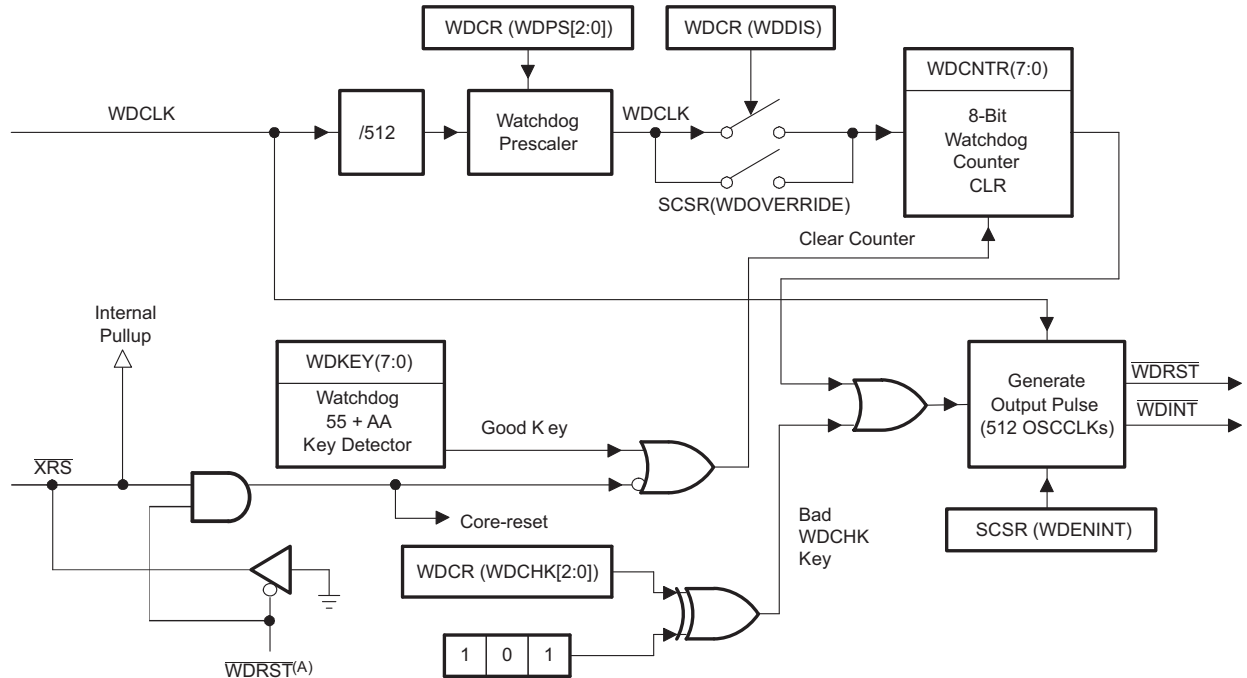 WDCR (WDPS[2:0])
WDCR (WDDIS)
WDCNTR(7:0)
8-Bit
Watchdog
Counter
CLR
WDCLK
/512
Watchdog
Prescaler
WDCLK
SCSR(WDOVERRIDE)
Clear Counter
Internal
Pullup
WDKEY(7:0)
Watchdog
55 + AA
Key Detector
Good Key
Generate
Output Pulse
(512 OSCCLKs)
WDRST
WDINT
XRS
Core-reset
SCSR (WDENINT)
Bad
WDCHK
Key
WDCR (WDCHK[2:0])
1 0 1
WDRST(A)